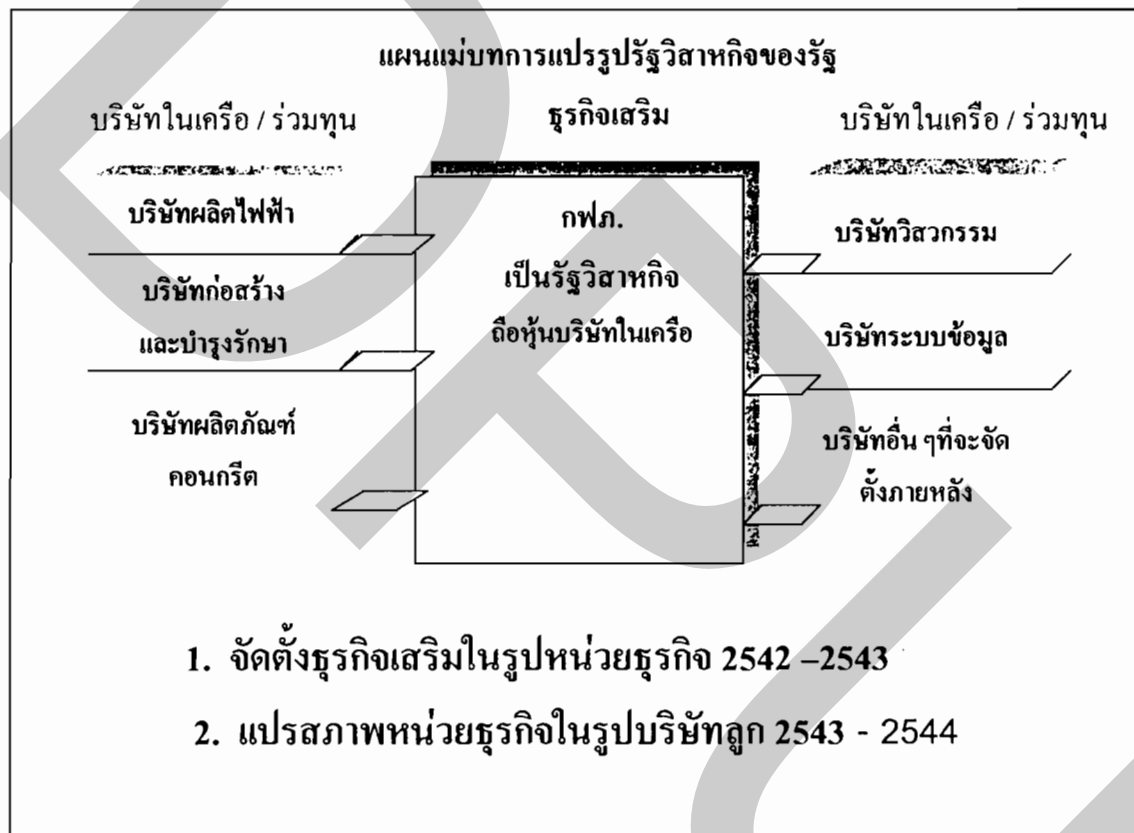 แผนแม่บทการแปรรูปรัฐวิสาหกิจของรัฐ
ธุรกิจเสริม
บริษัทในเครือ / ร่วมทุน
บริษัทผลิตไฟฟ้า
บริษัทก่อสร้าง
และบำรุงรักษา
บริษัทผลิตภัณฑ์
คอนกรีต
กฟภ.
เป็นรัฐวิสาหกิจ
ถือหุ้นบริษัทในเครือ
บริษัทในเครือ / ร่วมทุน
บริษัทวิสวกรรม
บริษัทระบบข้อมูล
บริษัทอื่น ๆที่จะจัด
ตั้งภายหลัง
1. จัดตั้งธุรกิจเสริมในรูปหน่วยธุรกิจ 2542 –2543
2. แปรสภาพหน่วยธุรกิจในรูปบริษัทลูก 2543 - 2544